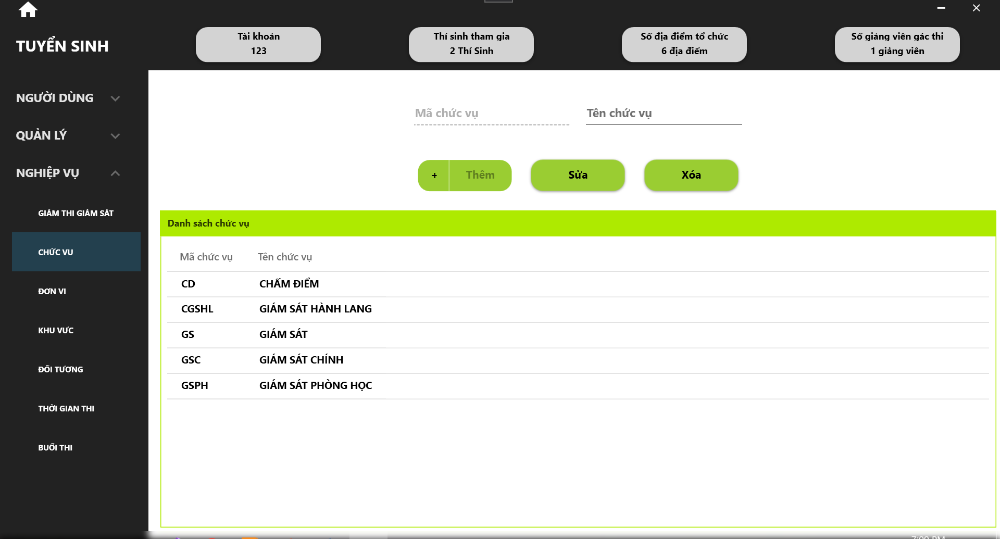 TUYỂN SINH
Tài khoản
123
Thí sinh tham gia
2 Thí Sinh
Số địa điểm tổ chức
6 địa điểm
Số giảng viên gác thi
1 giảng viên
NGƯỜI DÙNG
QUẢN LÝ
NGHIỆP VỤ
GIÁM THI GIÁM SÁT
CHỨC VU
ĐƠN VI
KHU VƯC
ĐỐI TƯỢNG
THỜI GIAN THI
BUỔI THI
Mã chức vụ
Tên chức vụ
+ Thêm
Sửa
Xóa
Danh sách chức vụ
Mã chức vụ Tên chức vụ
CD CHẤM ĐIỂM
CGSHL GIÁM SÁT HÀNH LANG
GS GIÁM SÁT
GSC GIÁM SÁT CHÍNH
GSPH GIÁM SÁT PHÒNG HỌC